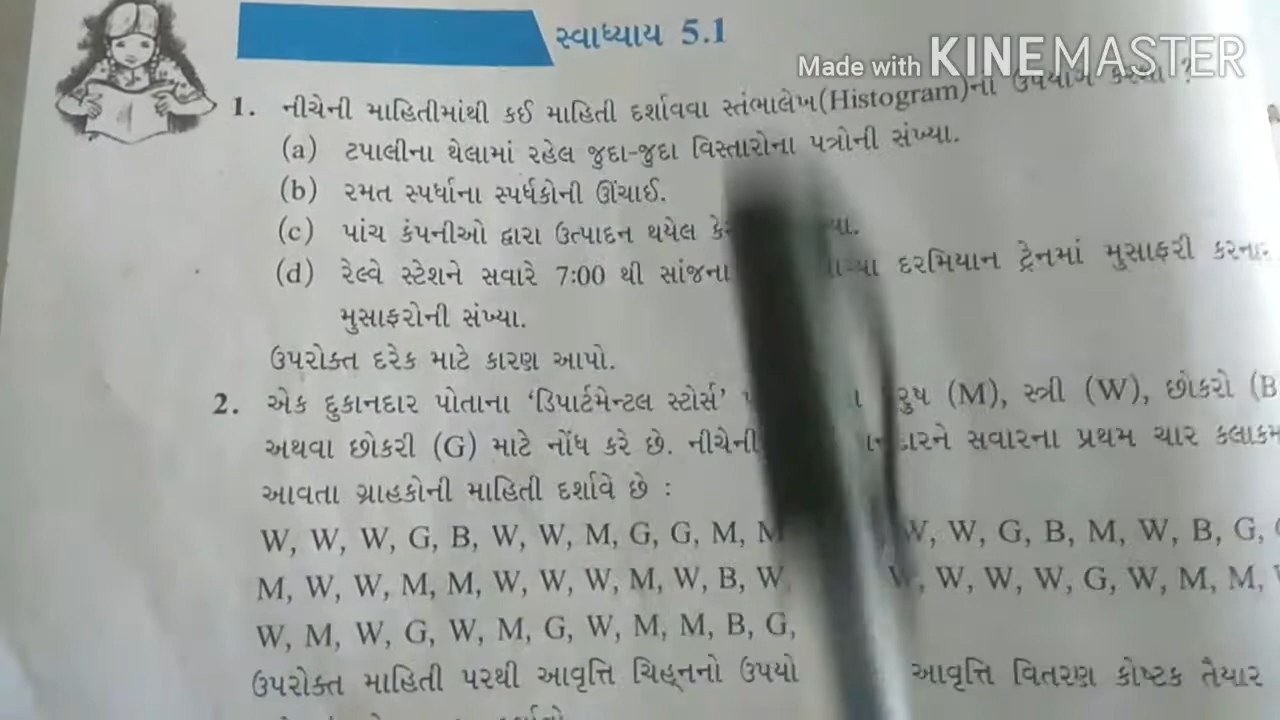 સ્વાધ્યાય 5.1
Made with KINEMASTER
1. નીચેની માહિતીમાંથી કઈ માહિતી દર્શાવવા સ્તંભાલેખ(Histogram)નો ઉપયોગ કરશો ?
(a) ટપાલીના થેલામાં રહેલ જુદા-જુદા વિસ્તારોના પત્રોની સંખ્યા.
(b) રમત સ્પર્ધાના સ્પર્ધકોની ઊંચાઈ.
(c) પાંચ કંપનીઓ દ્વારા ઉત્પાદન થયેલ
(d) રેલ્વે સ્ટેશને સવારે 7:00 થી સાંજના દરમિયાન ટ્રેનમાં મુસાફરી
મુસાફરોની સંખ્યા.
ઉપરોક્ત દરેક માટે કારણ આપો.
2. એક દુકાનદાર પોતાના ‘ડિપાર્ટમેન્ટલ સ્ટોર્સ’ (M), સ્ત્રી (W), છોકરો (B
અથવા છોકરી (G) માટે નોંધ કરે છે. નીચેની સવારના પ્રથમ ચાર
આવતા ગ્રાહકોની માહિતી દર્શાવે છે :
W, W, W, G, B, W, W, M, G, G, M, M W, W, G, B, M, W, B, G,
M, W, W, M, M, W, W, W, M, W, B, W W, W, W, W, G, W, M, M,
W, M, W, G, W, M, G, W, M, M, B, G,
ઉપરોક્ત માહિતી પરથી આવૃત્તિ ચિહ્નનો આવૃત્તિ વિતરણ કોષ્ટક તૈયાર